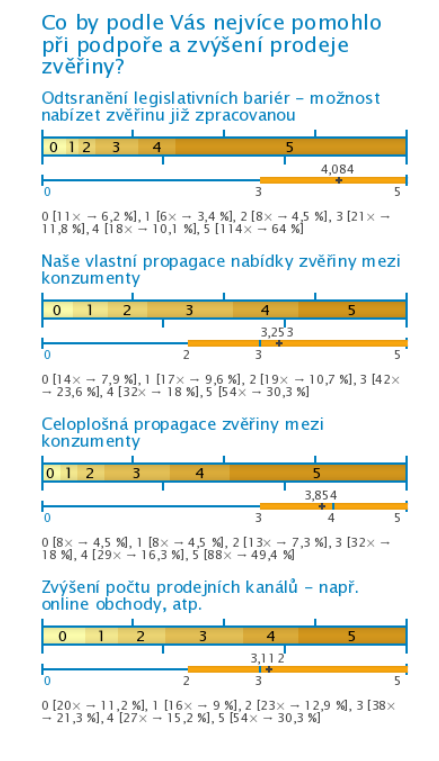 Co by podle Vás nejvíce pomohlo
při podpoře a zvýšení prodeje
zvěřiny?
Odtsranění legislativních bariér – možnost
nabízet zvěřinu již zpracovanou
0 1 2 3 4 5
4,084
0 3 5
0 [11× → 6,2 %], 1 [6× → 3,4 %], 2 [8× → 4,5 %], 3 [21× →
11,8 %], 4 [18× → 10,1 %], 5 [114× → 64 %]
Naše vlastní propagace nabídky zvěřiny mezi
konzumenty
0 1 2 3 4 5
3,253
0 2 3 5
0 [14× → 7,9 %], 1 [17× → 9,6 %], 2 [19× → 10,7 %], 3 [42×
→ 23,6 %], 4 [32× → 18 %], 5 [54× → 30,3 %]
Celoplošná propagace zvěřiny mezi
konzumenty
0 1 2 3 4 5
3,854
0 3 4 5
0 [8× → 4,5 %], 1 [8× → 4,5 %], 2 [13× → 7,3 %], 3 [32× →
18 %], 4 [29× → 16,3 %], 5 [88× → 49,4 %]
Zvýšení počtu prodejních kanálů – např.
online obchody, atp.
0 1 2 3 4 5
3,112
0 2 3 5
0 [20× → 11,2 %], 1 [16× → 9 %], 2 [23× → 12,9 %], 3 [38×
→ 21,3 %], 4 [27× → 15,2 %], 5 [54× → 30,3 %]